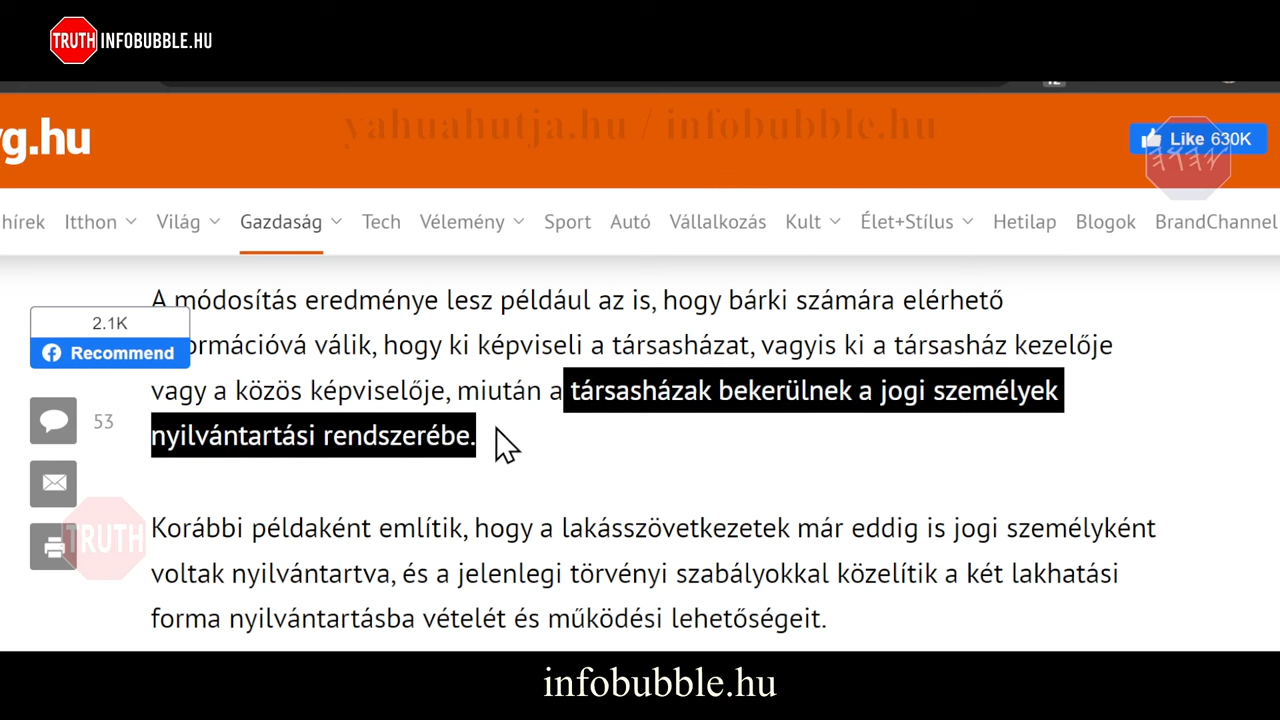 TRUTH INFOBUBBLE.HU
yahuahutja.hu / infobubble.hu
vg.hu
Like 630K
hírek Itthon Világ Gazdaság Tech Vélemény Sport Autó Vállalkozás Kult Élet+Stílus Hetilap Blogok BrandChannel
A módosítás eredménye lesz például az is, hogy bárki számára elérhető
2.1K
ormációvá válik, hogy ki képviseli a társasházat, vagyis ki a társasház kezelője
Recommend
vagy a közös képviselője, miután a társasházak bekerülnek a jogi személyek
53
nyilvántartási rendszerébe.
TRUTH
Korábbi példaként említik, hogy a lakásszövetkezetek már eddig is jogi személyként
voltak nyilvántartva, és a jelenlegi törvényi szabályokkal közelítik a két lakhatási
forma nyilvántartásba vételét és működési lehetőségeit.
infobubble.hu